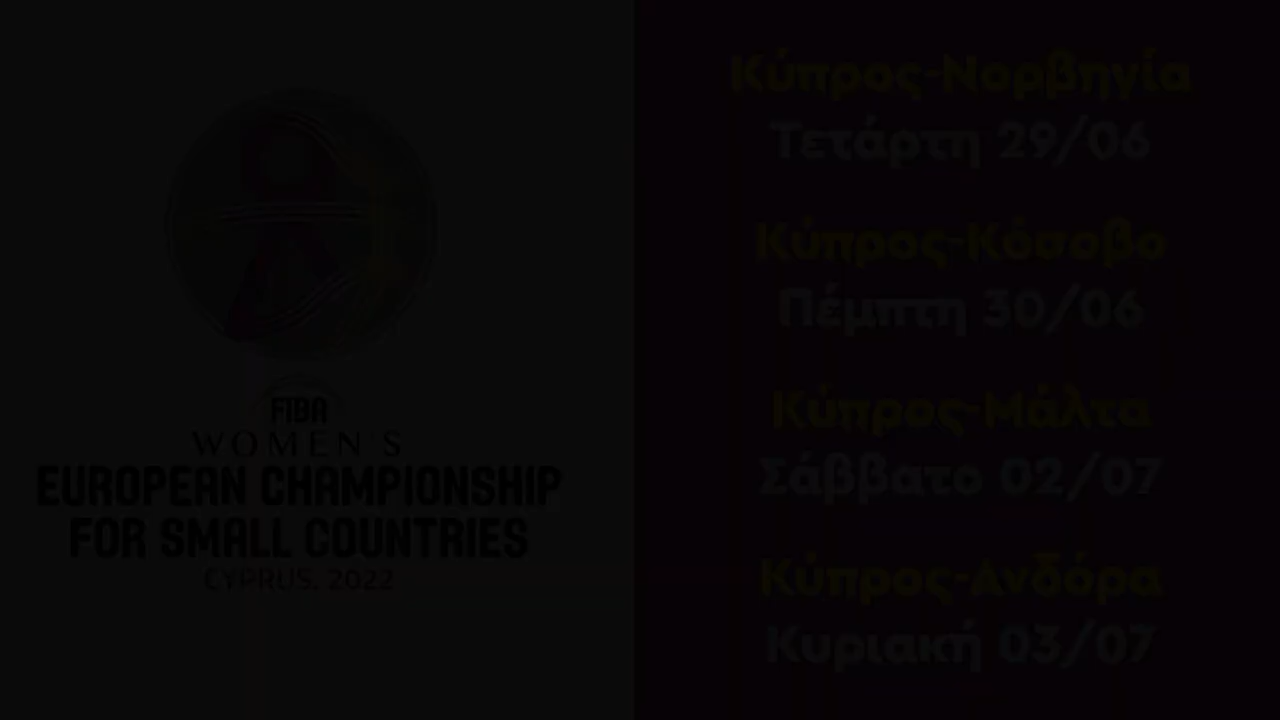 FIBA
WOMEN'S
EUROPEAN CHAMPIONSHIP
FOR SMALL COUNTRIES
CYPRUS, 2022
Κύπρος-Νορβηγία
Τετάρτη 29/06
Κύπρος-Κόσοβο
Πέμπτη 30/06
Κύπρος-Μάλτα
Σάββατο 02/07
Κύπρος-Ανδόρα
Κυριακή 03/07